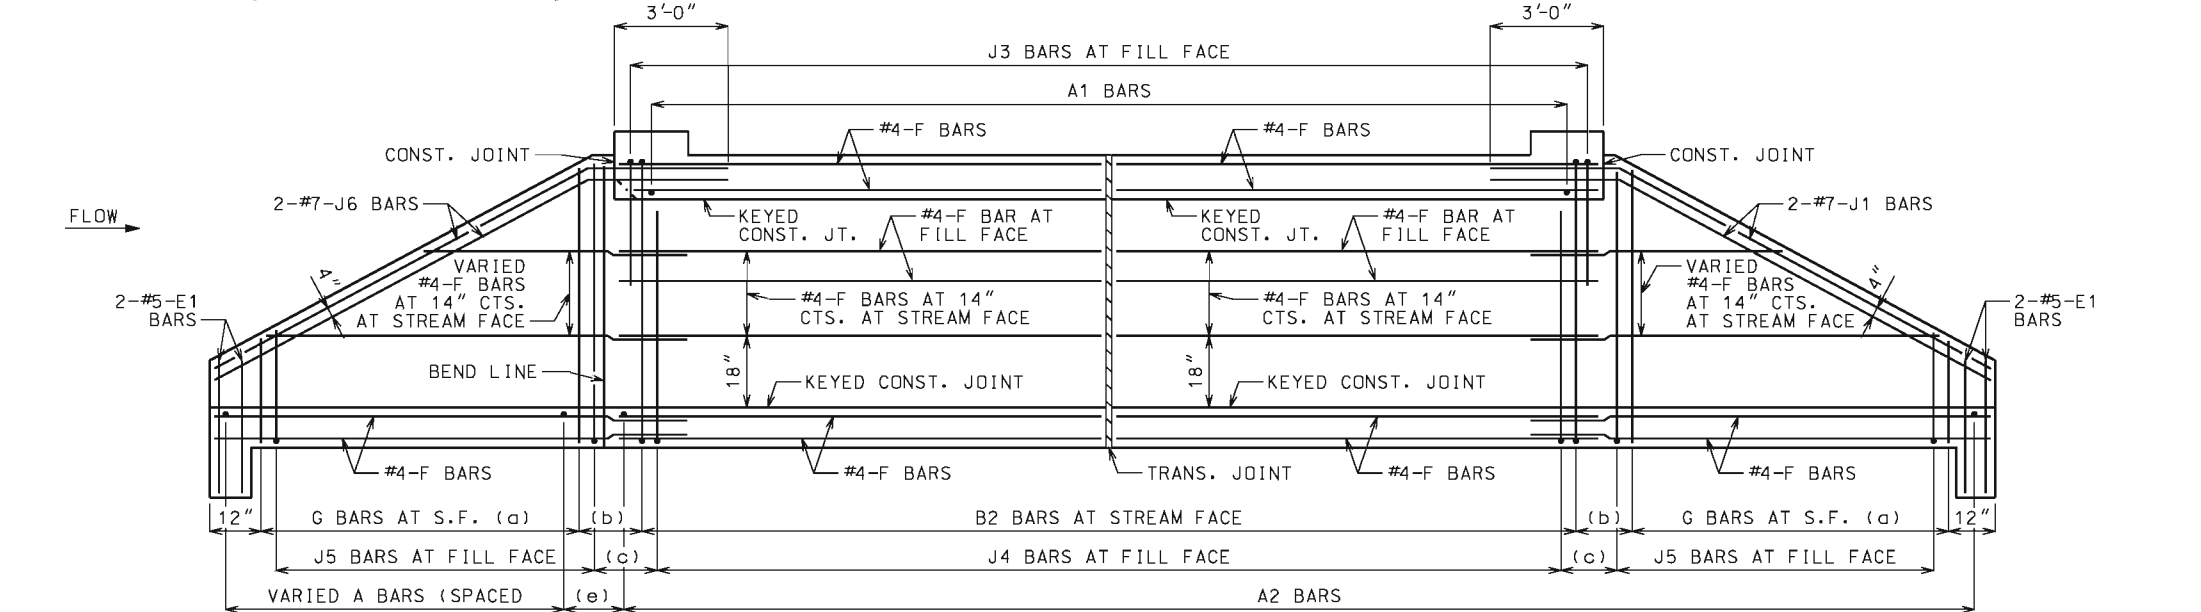 3'-0"
3'-0"
J3 BARS AT FILL FACE
A1 BARS
#4-F BARS
#4-F BARS
CONST. JOINT
CONST. JOINT
2-#7-J6 BARS
2-#7-J1 BARS
FLOW
KEYED
CONST. JT.
#4-F BAR AT
FILL FACE
KEYED
CONST. JT.
#4-F BAR AT
FILL FACE
VARIED
#4-F BARS
AT 14" CTS.
AT STREAM FACE
4"
#4-F BARS AT 14"
CTS. AT STREAM FACE
#4-F BARS AT 14"
CTS. AT STREAM FACE
VARIED
#4-F BARS
AT 14" CTS.
AT STREAM FACE
4"
2-#5-E1
BARS
2-#5-E1
BARS
BEND LINE
18"
KEYED CONST. JOINT
18"
KEYED CONST. JOINT
#4-F BARS
#4-F BARS
TRANS. JOINT
#4-F BARS
#4-F BARS
12"
G BARS AT S.F. (a)
(b)
B2 BARS AT STREAM FACE
(b)
G BARS AT S.F. (a)
12"
J5 BARS AT FILL FACE
(c)
J4 BARS AT FILL FACE
(c)
J5 BARS AT FILL FACE
VARIED A BARS (SPACED
(e)
A2 BARS